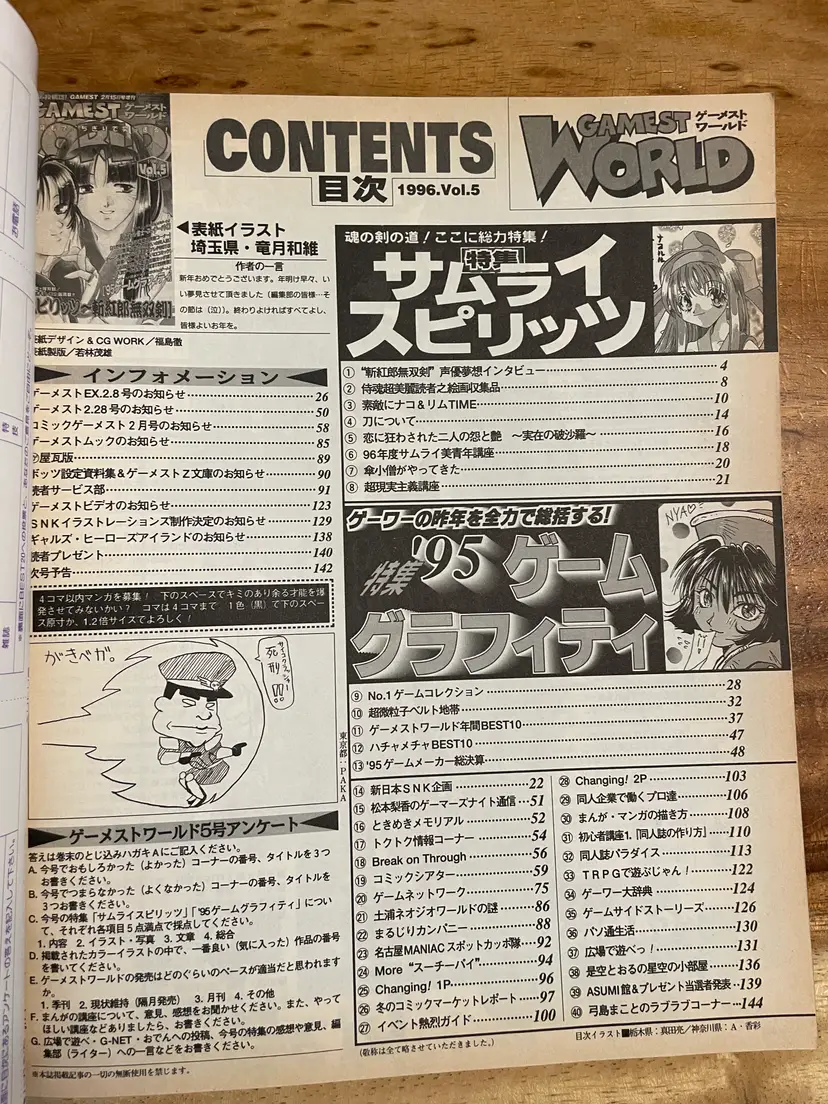 GAMEST 2月15日号増刊
GAMEST ゲーメスト
ワールド
Vol.5
CONTENTS
目次 1996.Vol.5
GAMEST ゲーメスト
ワールド
WORLD
◀表紙イラスト
埼玉県・竜月和維
作者の一言
新年おめでとうございます。年明け早々、い
い夢見させて頂きました（編集部の皆様…そ
の節は（泣））。終わりよければすべてよし、
皆様よいお年を。
紙デザイン & CG WORK／福島徹
紙製版／若林茂雄
インフォメーション
ゲーメストEX.2.8号のお知らせ 26
ゲーメスト2.28号のお知らせ 50
コミックゲーメスト2月号のお知らせ 58
ゲーメストムックのお知らせ 85
屋瓦版 89
ドッツ設定資料集＆ゲーメストZ文庫のお知らせ 90
読者サービス部 91
ゲーメストビデオのお知らせ 123
SNKイラストレーションズ制作決定のお知らせ 129
ギャルズ・ヒーローズアイランドのお知らせ 138
読者プレゼント 140
次号予告 142
4コマ以内マンガを募集！ 下のスペースでキミのあり余る才能を爆
発させてみないかい？ コマは4コマまで 1色（黒）で下のスペー
ス原寸か、1.2倍サイズでよろしく！
がきベガ。
サイコクラッシャー
死刑!!
東京都：PAKA
ゲーメストワールド5号アンケート
答えは巻末のとじ込みハガキAにご記入ください。
A. 今号でおもしろかった（よかった）コーナーの番号、タイトルを3つ
お書きください。
B. 今号でつまらなかった（よくなかった）コーナーの番号、タイトルを
3つお書きください。
C. 今号の特集「サムライスピリッツ」「'95ゲームグラフィティ」につい
て、それぞれ各項目5点満点で採点してください。
1. 内容 2. イラスト・写真 3. 文章 4. 総合
D. 掲載されたカラーイラストの中で、一番良い（気に入った）作品の番号
を書いてください。
E. ゲーメストワールドの発売はどのぐらいのペースが適当だと思われます
か。
1. 季刊 2. 現状維持（隔月発売） 3. 月刊 4. その他
F. まんがの講座について、意見、感想をお聞かせください。また、やって
ほしい講座などありましたら、お書きください。
G. 広場で遊べ・G-NET・おでんへの投稿、今号の特集の感想や意見、編
集部（ライター）への一言などをお書きください。
※本誌掲載記事の一切の無断使用を禁じます。
魂の剣の道！ここに総力特集！
特集
サムライ
スピリッツ
ナコルル
① “斬紅郎無双剣”声優夢想インタビュー 4
② 侍魂超美麗読者之絵画収集品 8
③ 素敵にナコ＆リムTIME 10
④ 刀について 14
⑤ 恋に狂わされた二人の怨と艶 〜実在の破沙羅〜 16
⑥ 96年度サムライ美青年講座 18
⑦ 傘小僧がやってきた 20
⑧ 超現実主義講座 21
ゲーワーの昨年を全力で総括する！
特集 '95 ゲーム
グラフィティ
NYA♡
⑨ No.1ゲームコレクション 28
⑩ 超微粒子ベルト地帯 32
⑪ ゲーメストワールド年間BEST10 37
⑫ ハチャメチャBEST10 47
⑬ '95ゲームメーカー総決算 48
⑭ 新日本SNK企画 22
⑮ 松本梨香のゲーマーズナイト通信 51
⑯ ときめきメモリアル 52
⑰ トクトク情報コーナー 54
⑱ Break on Through 56
⑲ コミックシアター 59
⑳ ゲームネットワーク 75
㉑ 土浦ネオジオワールドの謎 86
㉒ まるじりカンパニー 88
㉓ 名古屋MANIACスポットカッポ隊 92
㉔ More “スーチーパイ” 94
㉕ Changing! 1P 96
㉖ 冬のコミックマーケットレポート 97
㉗ イベント熱烈ガイド 100
㉘ Changing! 2P 103
㉙ 同人企業で働くプロ達 106
㉚ まんが・マンガの描き方 108
㉛ 初心者講座1.「同人誌の作り方」 110
㉜ 同人誌パラダイス 113
㉝ TRPGで遊ぶじゃん！ 122
㉞ ゲーワー大辞典 124
㉟ ゲームサイドストーリーズ 126
㊱ パソ通生活 130
㊲ 広場で遊べっ！ 131
㊳ 是空とおるの星空の小部屋 136
㊴ ASUMI館＆プレゼント当選者発表 139
㊵ 弓島まことのラブラブコーナー 144
（敬称は全て略させていただきました。）
目次イラスト■栃木県：真田亮／神奈川県：A・香彩